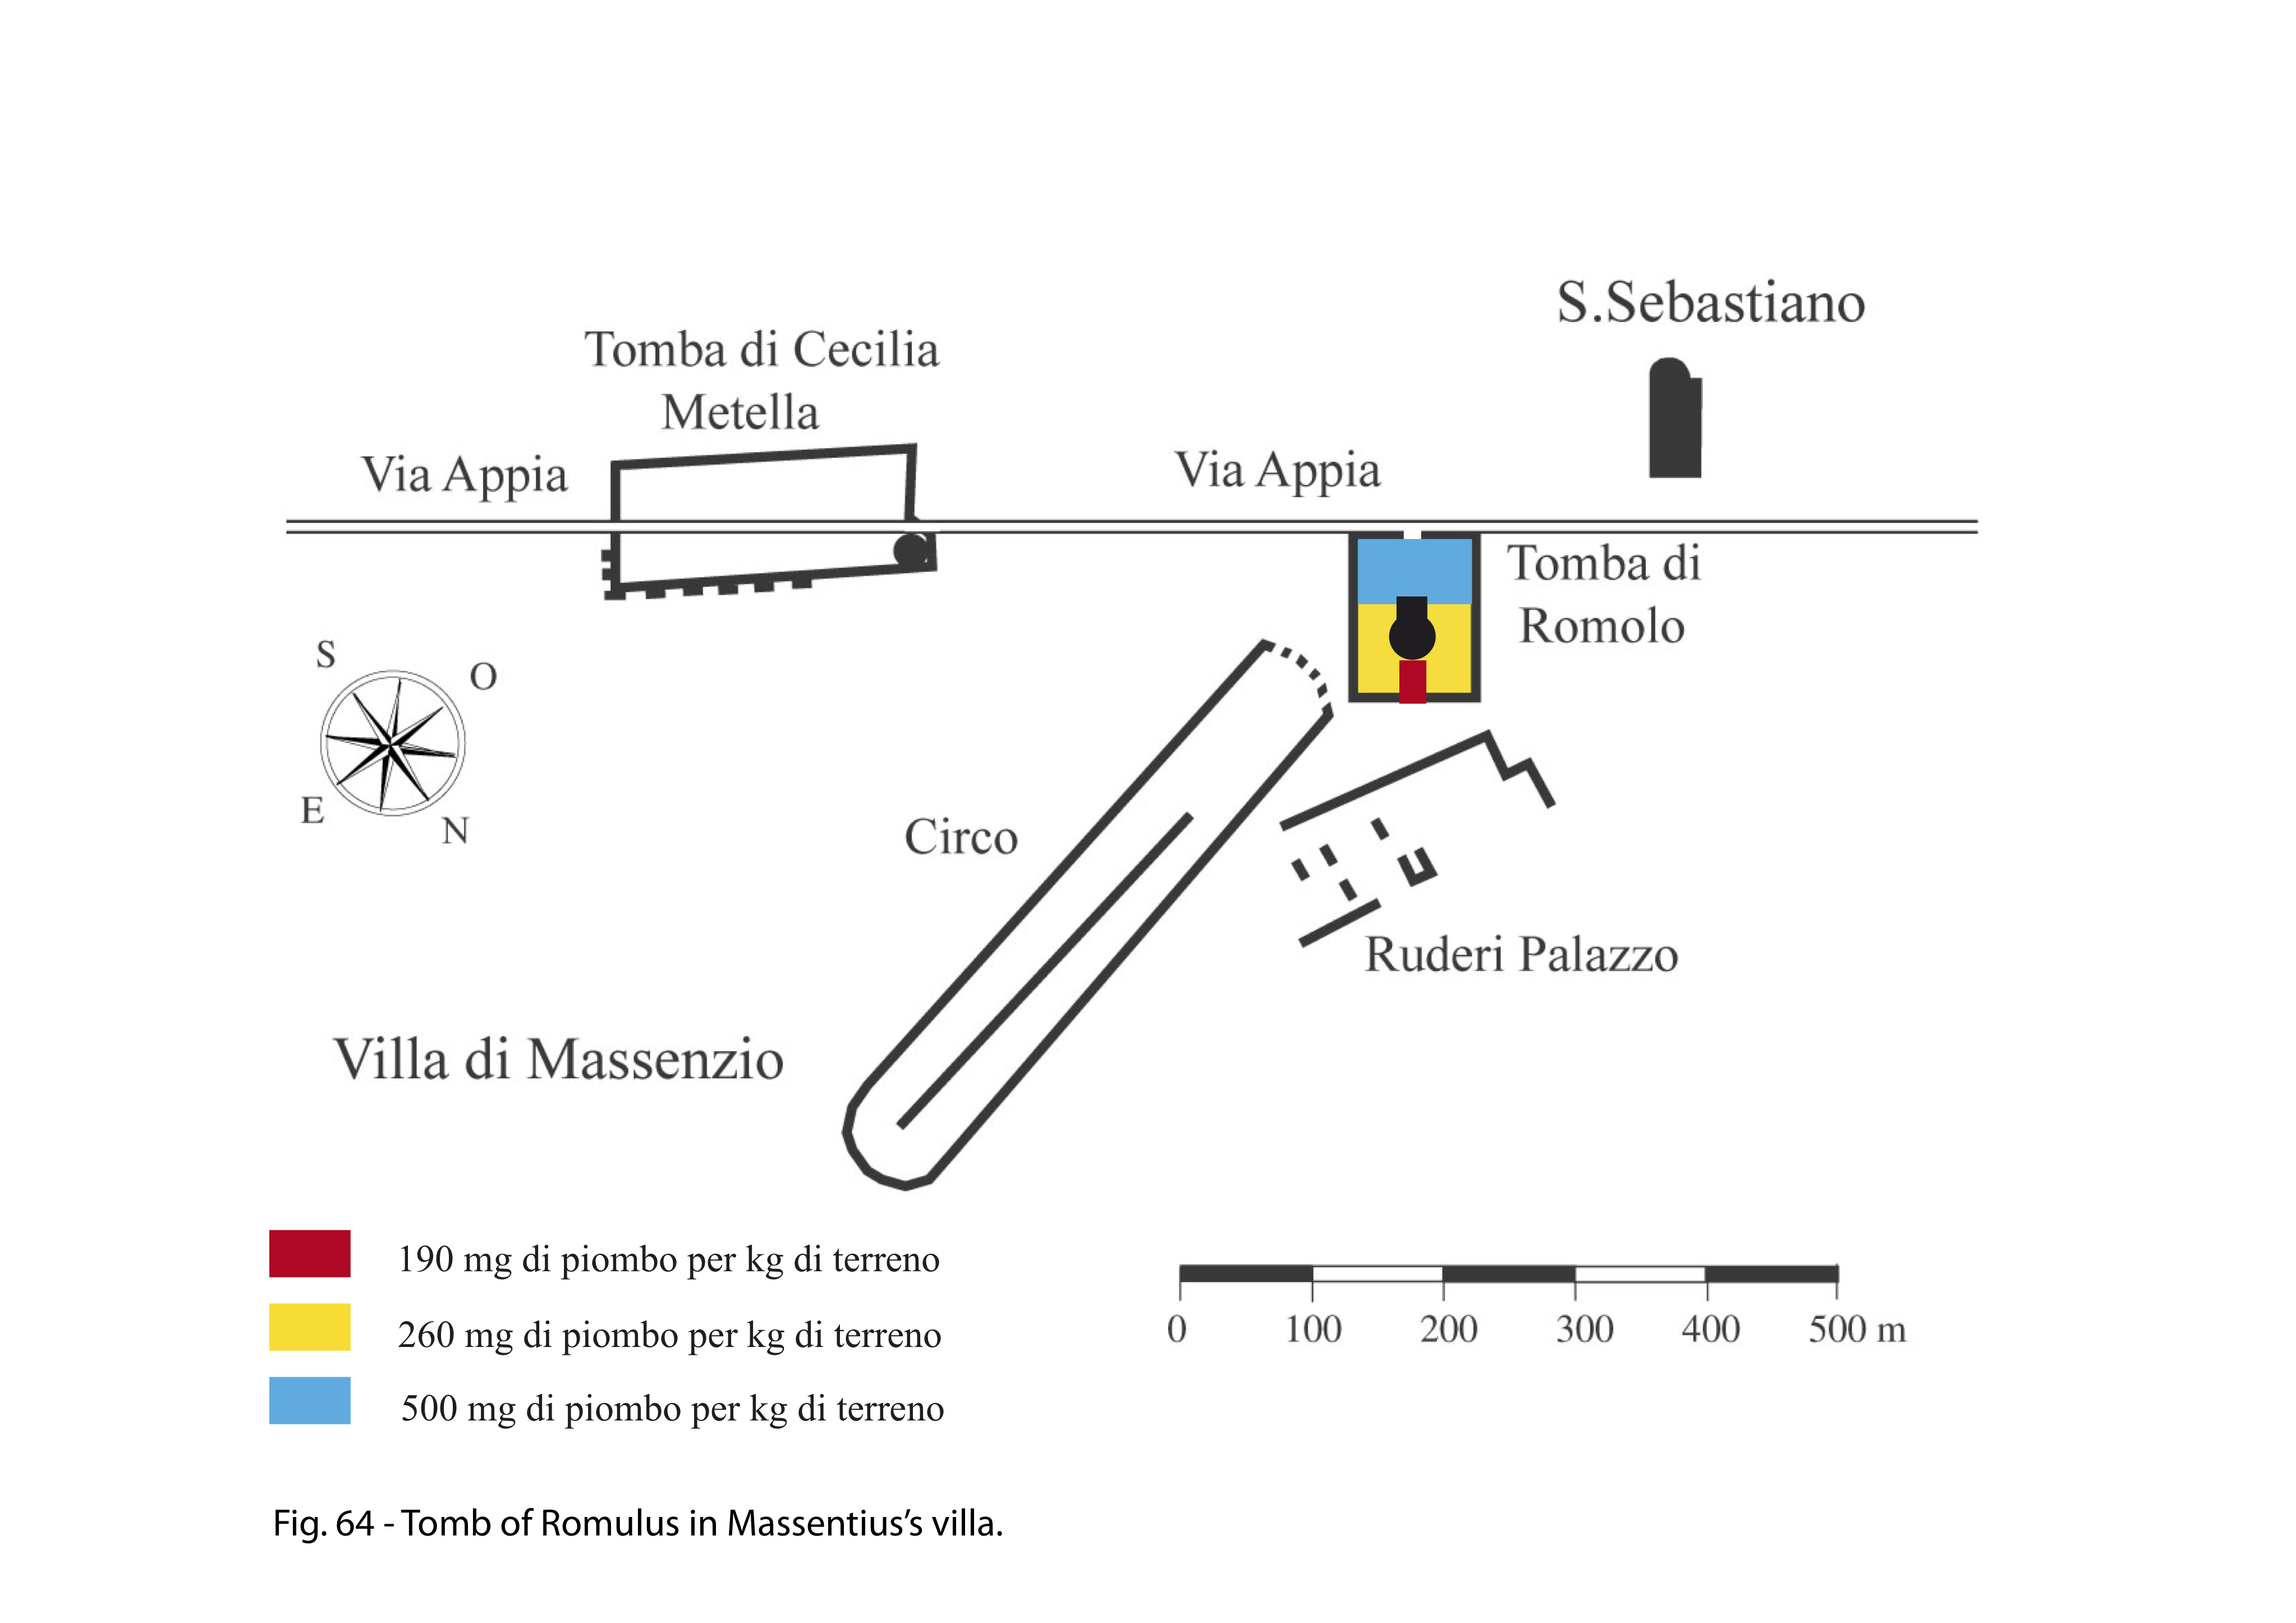 S.Sebastiano
Tomba di Cecilia
Metella
Via Appia
Via Appia
Tomba di
Romolo
S
O
E
N
Circo
Ruderi Palazzo
Villa di Massenzio
190 mg di piombo per kg di terreno
260 mg di piombo per kg di terreno
500 mg di piombo per kg di terreno
0 100 200 300 400 500 m
Fig. 64 - Tomb of Romulus in Massentius’s villa.